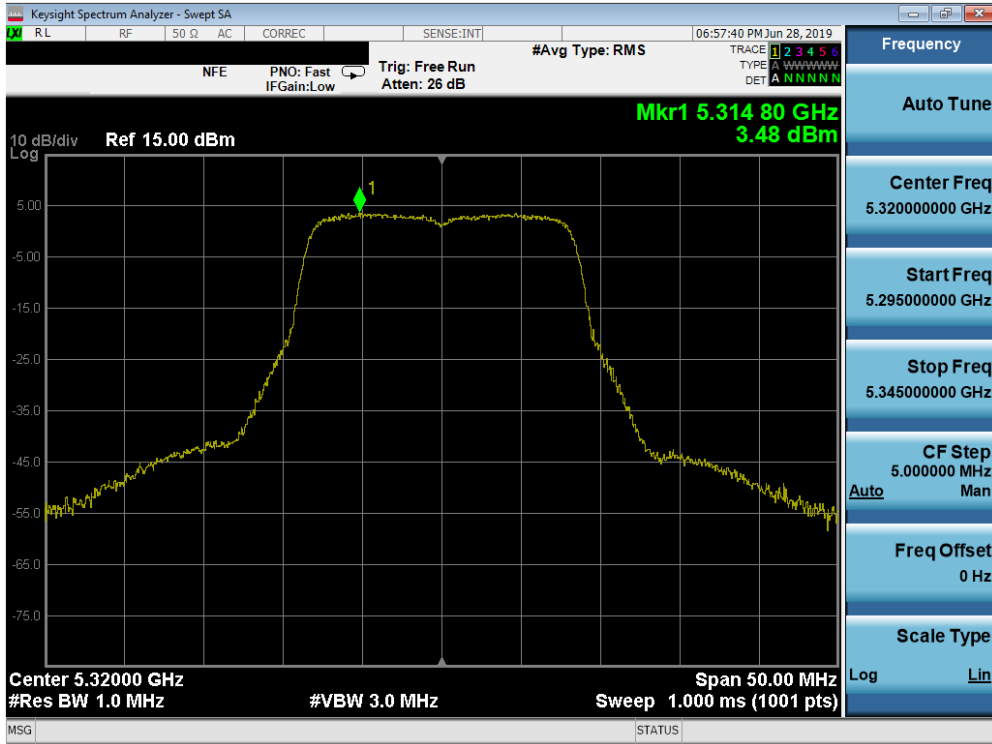 Keysight Spectrum Analyzer - Swept SA
LXI RL RF 50 Ω AC CORREC SENSE:INT 06:57:40 PM Jun 28, 2019
#Avg Type: RMS TRACE 1 2 3 4 5 6
NFE PNO: Fast Trig: Free Run TYPE A WWWWW
IFGain:Low Atten: 26 dB DET A N N N N N
Mkr1 5.314 80 GHz
3.48 dBm
10 dB/div Ref 15.00 dBm
Log
1
5.00
-5.00
-15.0
-25.0
-35.0
-45.0
-55.0
-65.0
-75.0
Center 5.32000 GHz Span 50.00 MHz
#Res BW 1.0 MHz #VBW 3.0 MHz Sweep 1.000 ms (1001 pts)
MSG STATUS
Frequency
Auto Tune
Center Freq
5.320000000 GHz
Start Freq
5.295000000 GHz
Stop Freq
5.345000000 GHz
CF Step
5.000000 MHz
Auto Man
Freq Offset
0 Hz
Scale Type
Log Lin